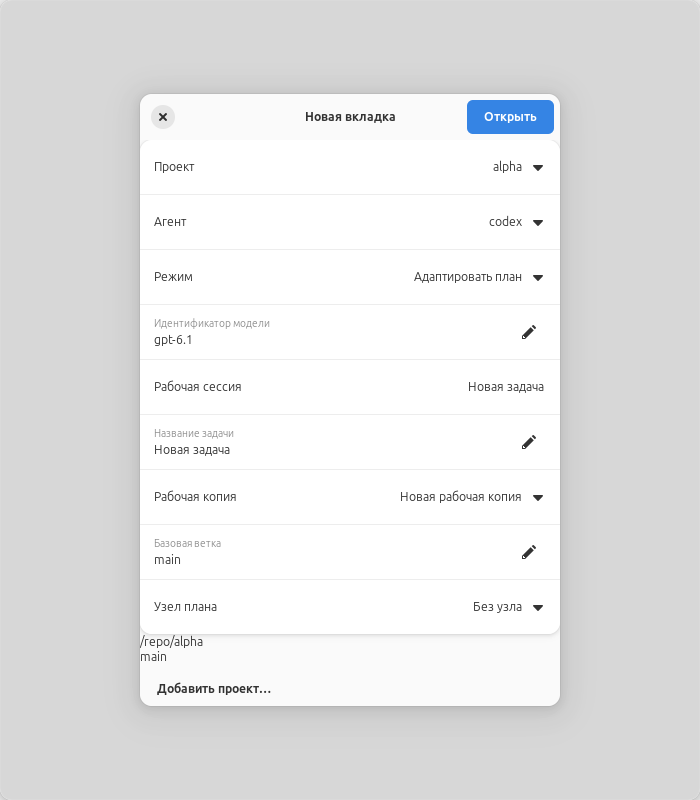 Новая вкладка
Открыть
Проект
alpha
Агент
codex
Режим
Адаптировать план
Идентификатор модели
gpt-6.1
Рабочая сессия
Новая задача
Название задачи
Новая задача
Рабочая копия
Новая рабочая копия
Базовая ветка
main
Узел плана
Без узла
/repo/alpha
main
Добавить проект...